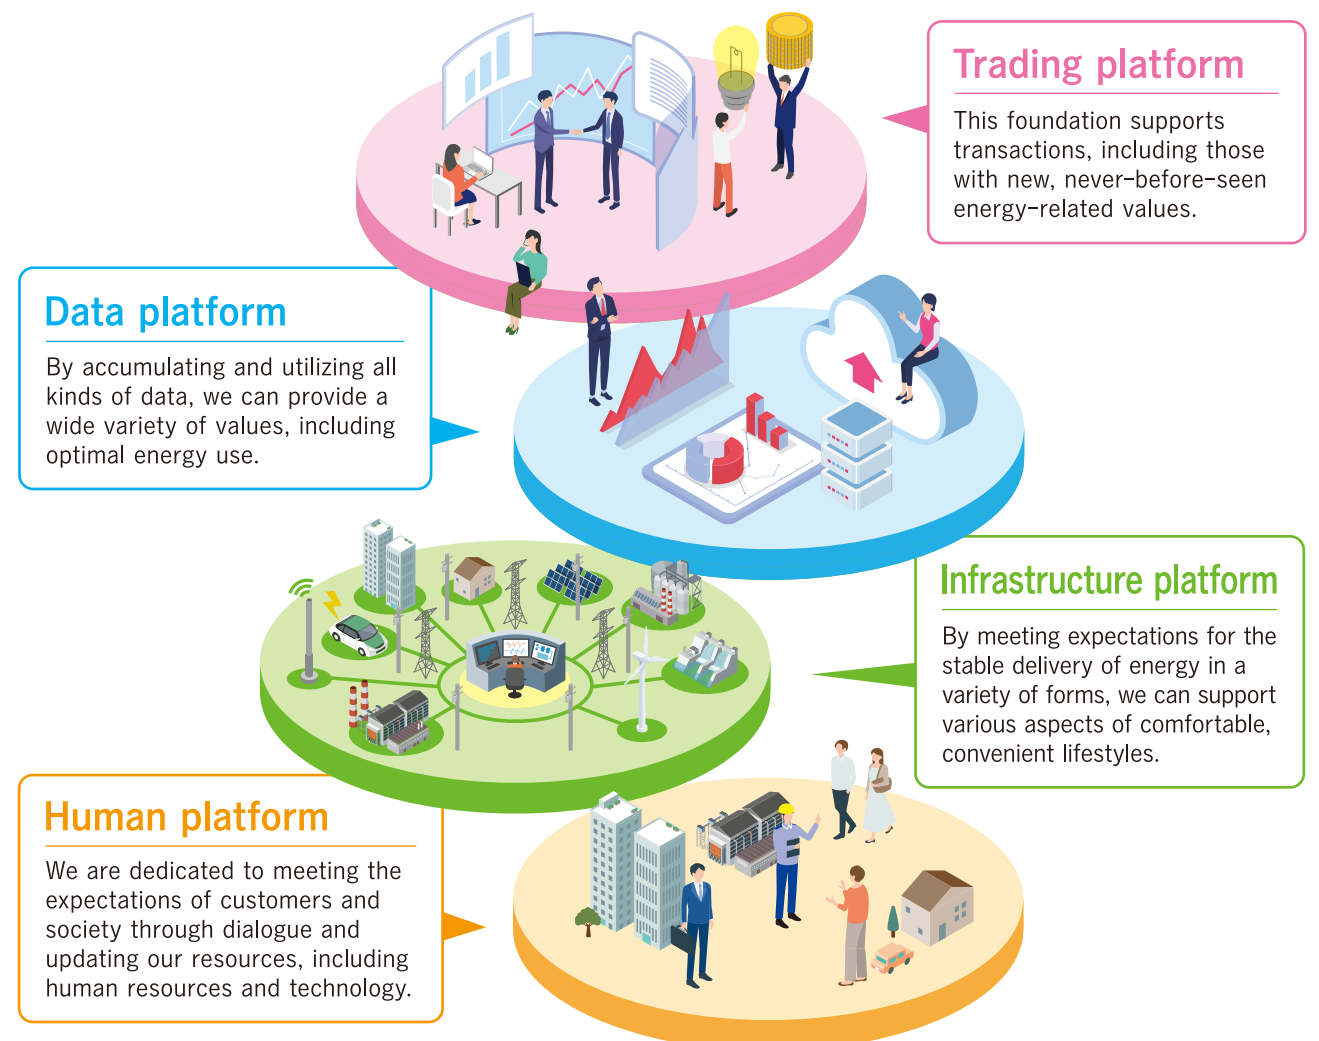 Trading platform
This foundation supports
transactions, including those
with new, never-before-seen
energy-related values.
Data platform
By accumulating and utilizing all
kinds of data, we can provide a
wide variety of values, including
optimal energy use.
Infrastructure platform
By meeting expectations for the
stable delivery of energy in a
variety of forms, we can support
various aspects of comfortable,
convenient lifestyles.
Human platform
We are dedicated to meeting the
expectations of customers and
society through dialogue and
updating our resources, including
human resources and technology.